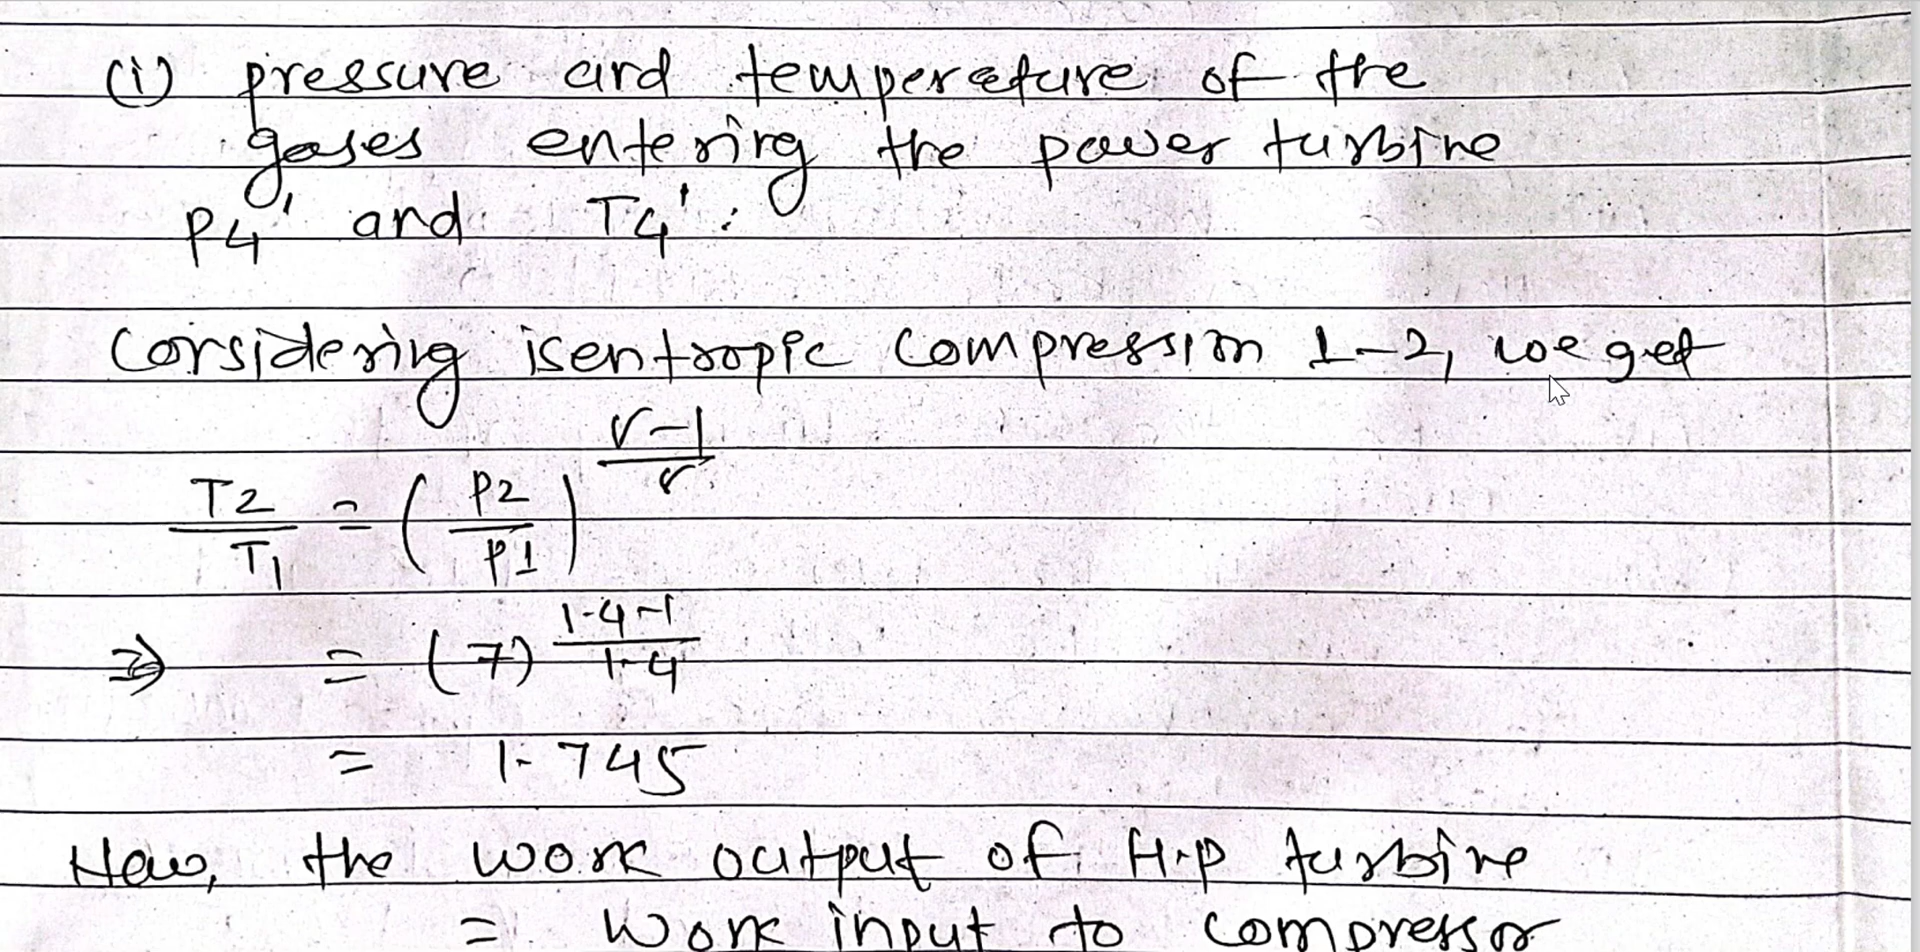 (i) pressure and temperature of the
gases entering the power turbine
P4' and T4' :
Considering isentropic compression 1-2, we get
T2/T1 = (P2/P1)^(γ-1)/γ
⇒ = (7)^(1.4-1)/1.4
= 1.745
Now, the work output of H.P turbine
= work input to compressor